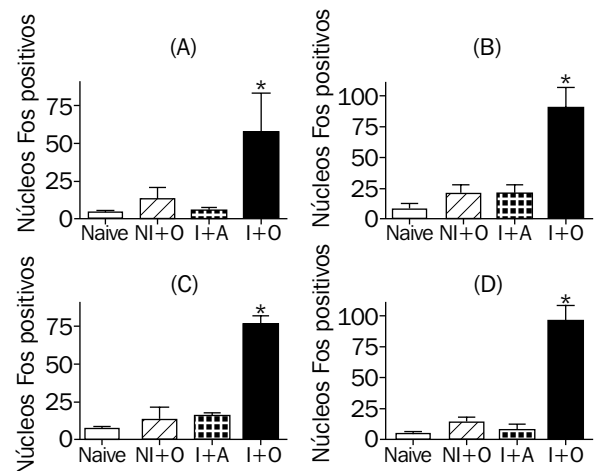 (A)
Núcleos Fos positivos
75
50
25
0
*
Naive NI+O I+A I+O
(B)
Núcleos Fos positivos
100
75
50
25
0
*
Naive NI+O I+A I+O
(C)
Núcleos Fos positivos
75
50
25
0
*
Naive NI+O I+A I+O
(D)
Núcleos Fos positivos
100
75
50
25
0
*
Naive NI+O I+A I+O